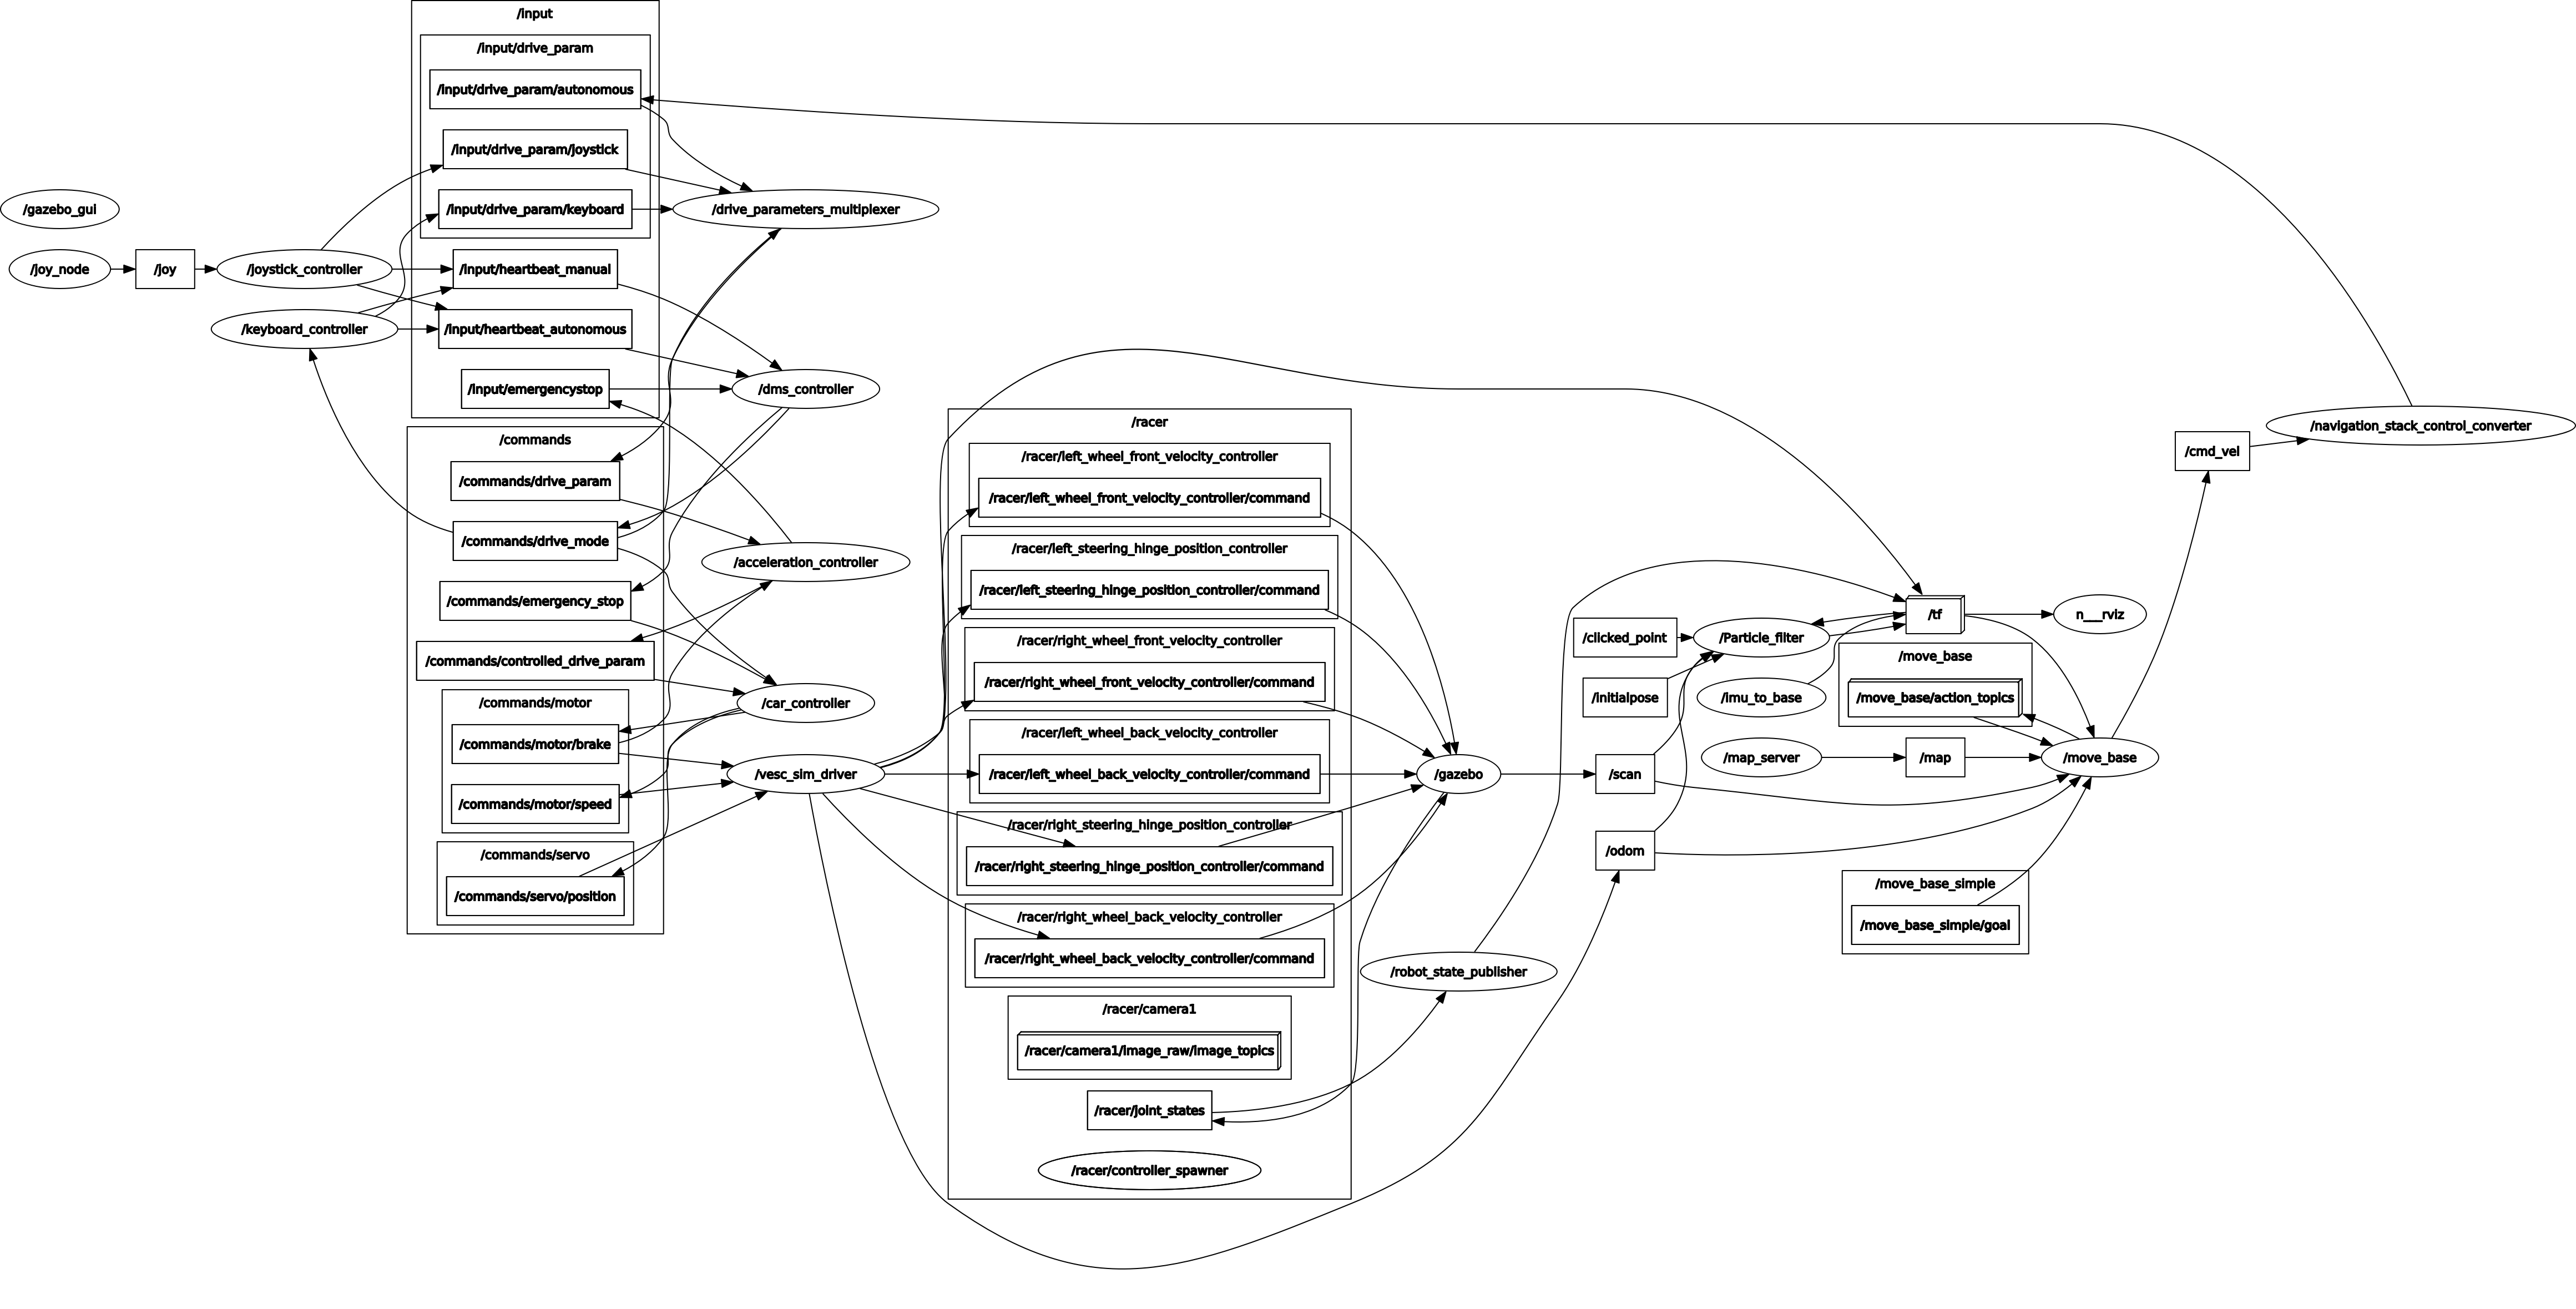 /gazebo_gui
/joy_node
/joy
/joystick_controller
/keyboard_controller
/input
/input/drive_param
/input/drive_param/autonomous
/input/drive_param/joystick
/input/drive_param/keyboard
/input/heartbeat_manual
/input/heartbeat_autonomous
/input/emergencystop
/commands
/commands/drive_param
/commands/drive_mode
/commands/emergency_stop
/commands/controlled_drive_param
/commands/motor
/commands/motor/brake
/commands/motor/speed
/commands/servo
/commands/servo/position
/drive_parameters_multiplexer
/dms_controller
/acceleration_controller
/car_controller
/vesc_sim_driver
/racer
/racer/left_wheel_front_velocity_controller
/racer/left_wheel_front_velocity_controller/command
/racer/left_steering_hinge_position_controller
/racer/left_steering_hinge_position_controller/command
/racer/right_wheel_front_velocity_controller
/racer/right_wheel_front_velocity_controller/command
/racer/left_wheel_back_velocity_controller
/racer/left_wheel_back_velocity_controller/command
/racer/right_steering_hinge_position_controller
/racer/right_steering_hinge_position_controller/command
/racer/right_wheel_back_velocity_controller
/racer/right_wheel_back_velocity_controller/command
/racer/camera1
/racer/camera1/image_raw/image_topics
/racer/joint_states
/racer/controller_spawner
/gazebo
/robot_state_publisher
/clicked_point
/initialpose
/scan
/odom
/Particle_filter
/imu_to_base
/map_server
/tf
/move_base
/move_base/action_topics
/map
/move_base_simple
/move_base_simple/goal
n___rviz
/move_base
/cmd_vel
/navigation_stack_control_converter